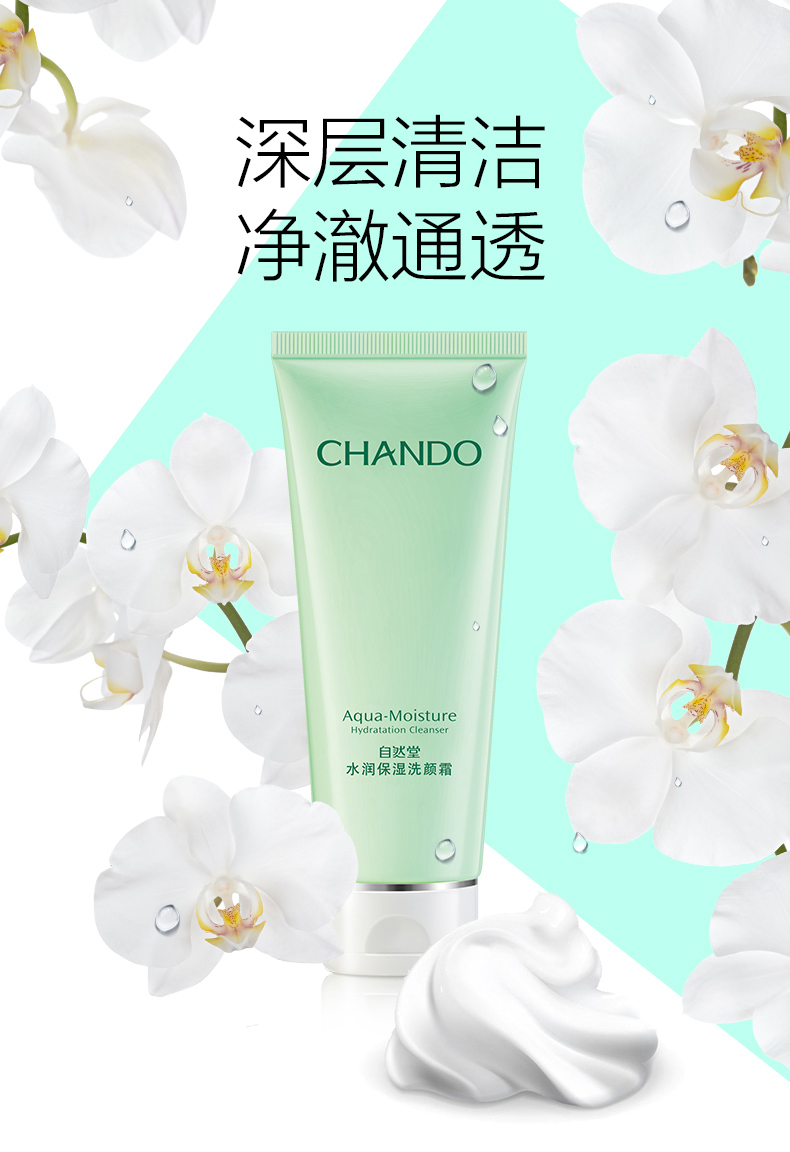 深层清洁
净澈通透
CHANDO
Aqua-Moisture
Hydratation Cleanser
自然堂
水润保湿洗颜霜